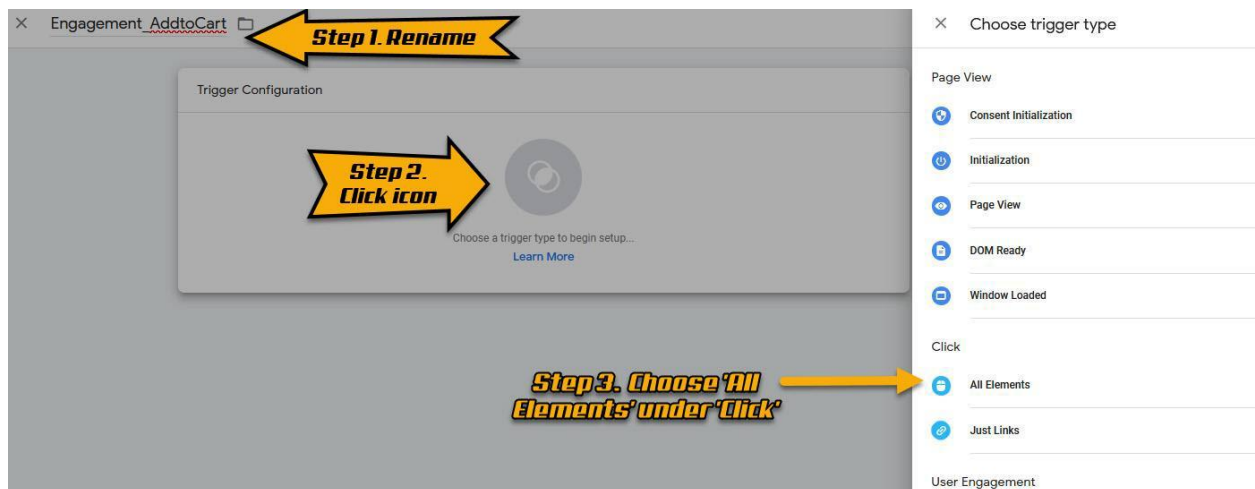 Engagement_AddtoCart
Step 1. Rename
Trigger Configuration
Step 2.
Click icon
Choose a trigger type to begin setup...
Learn More
Step 3. Choose 'All
Elements' under 'Click'
Choose trigger type
Page View
Consent Initialization
Initialization
Page View
DOM Ready
Window Loaded
Click
All Elements
Just Links
User Engagement